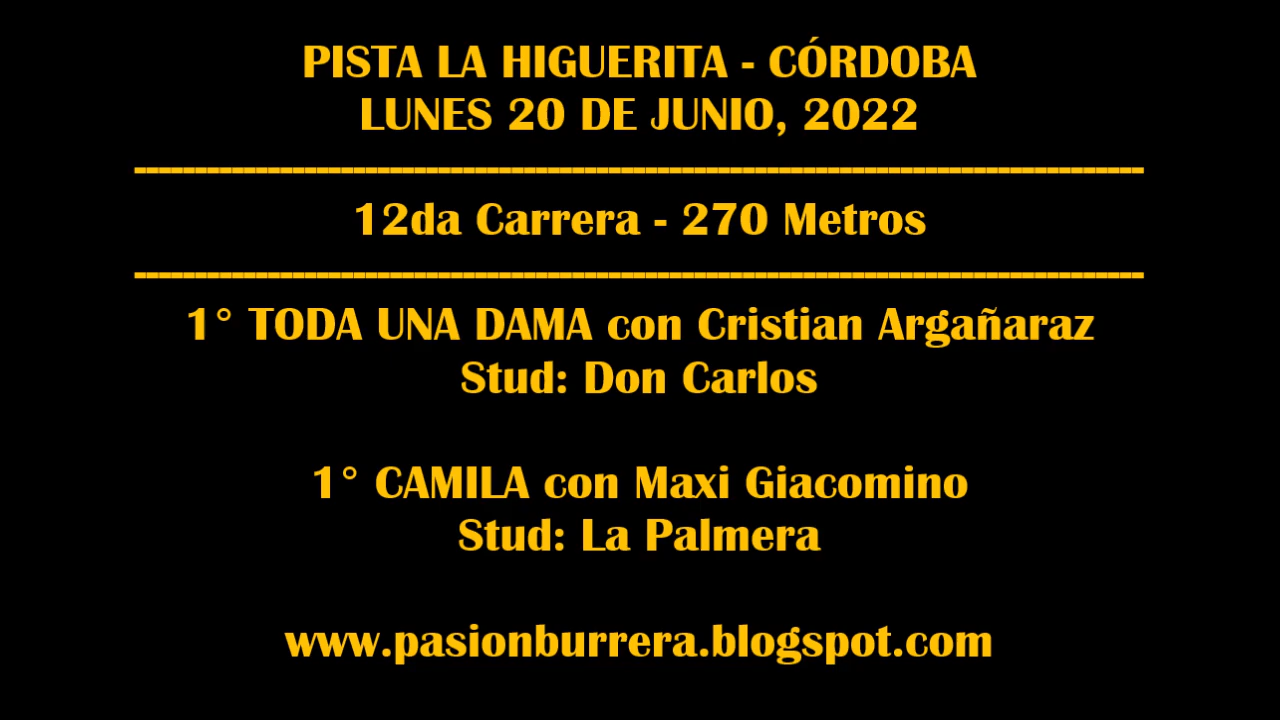 PISTA LA HIGUERITA - CÓRDOBA
LUNES 20 DE JUNIO, 2022
12da Carrera - 270 Metros
1° TODA UNA DAMA con Cristian Argañaraz
Stud: Don Carlos
1° CAMILA con Maxi Giacomino
Stud: La Palmera
www.pasionburrera.blogspot.com